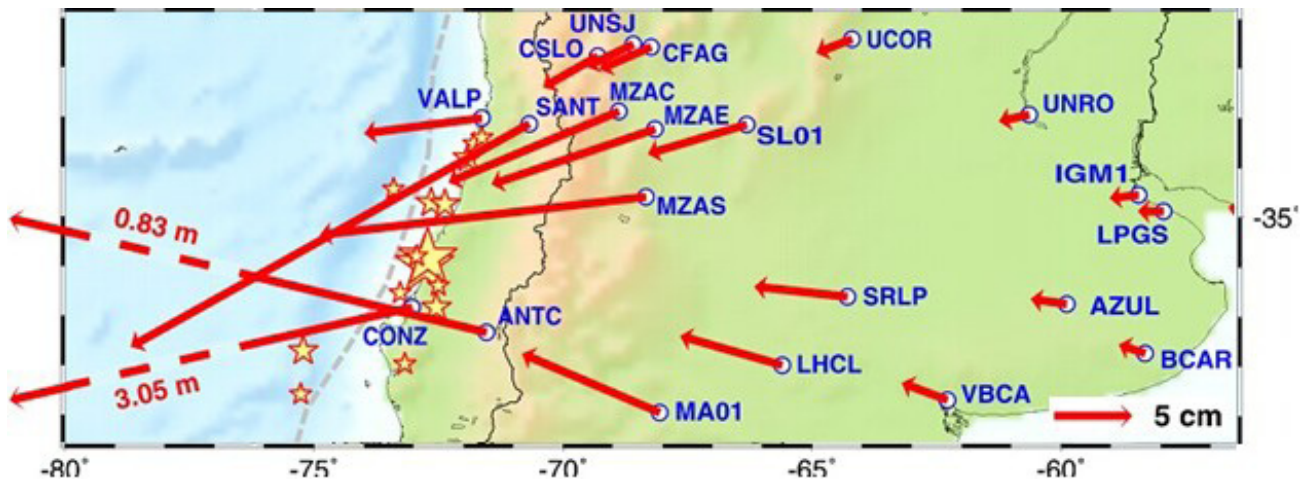 UNSJ
CSLO
CFAG
UCOR
VALP
SANT
MZAC
MZAE
SL01
UNRO
IGM1
MZAS
LPGS
-35°
0.83 m
SRLP
AZUL
CONZ
ANTC
LHCL
BCAR
3.05 m
MA01
VBCA
5 cm
-80°
-75°
-70°
-65°
-60°